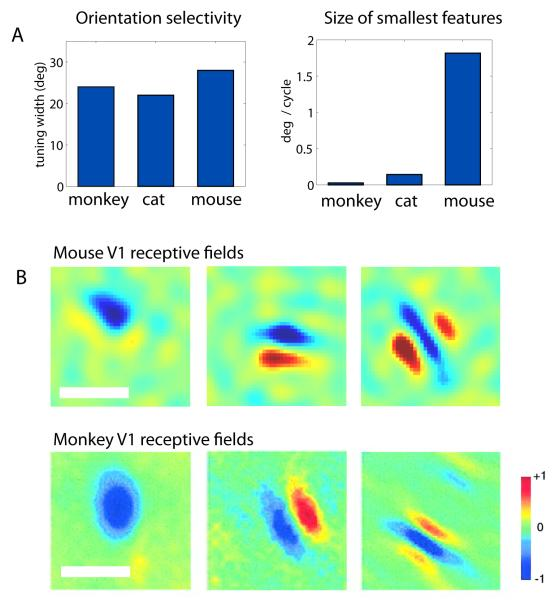 A
Orientation selectivity
tuning width (deg)
30
20
10
0
monkey cat mouse
Size of smallest features
deg / cycle
2
1.5
1
0.5
0
monkey cat mouse
B
Mouse V1 receptive fields
Monkey V1 receptive fields
+1
0
-1